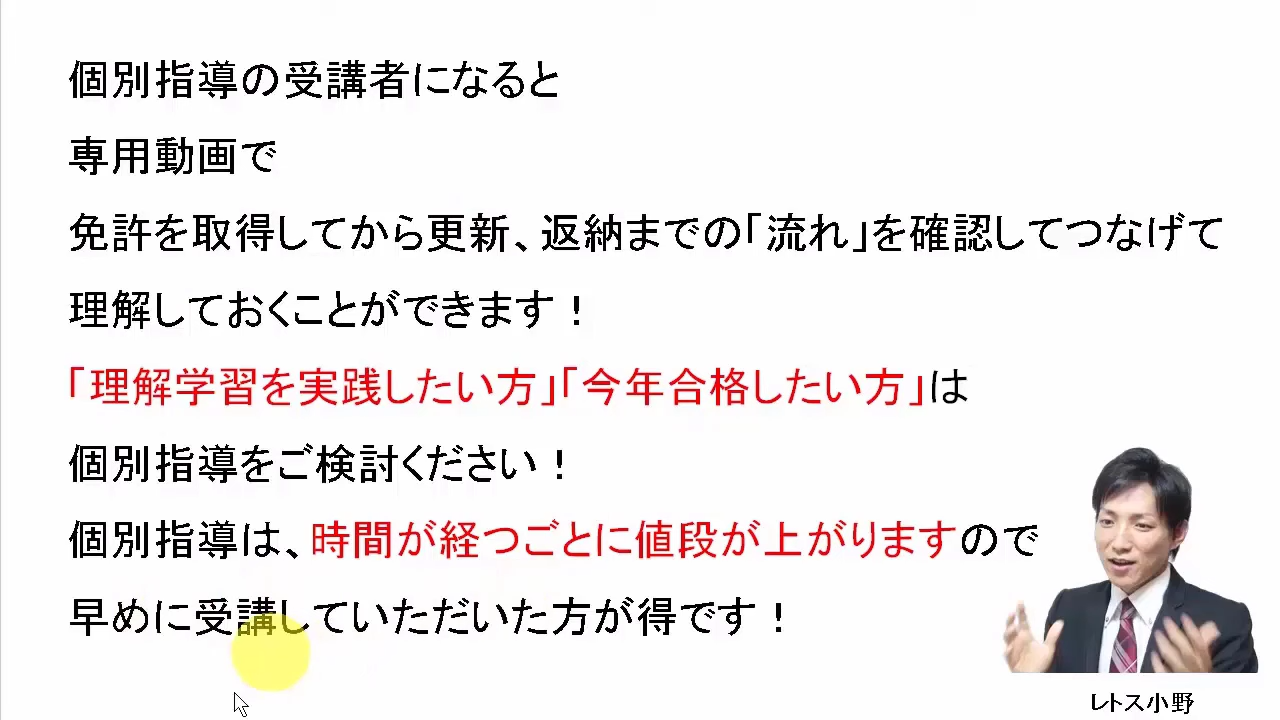 個別指導の受講者になると
専用動画で
免許を取得してから更新、返納までの「流れ」を確認してつなげて
理解しておくことができます！
「理解学習を実践したい方」「今年合格したい方」は
個別指導をご検討ください！
個別指導は、時間が経つごとに値段が上がりますので
早めに受講していただいた方が得です！
レトス小野